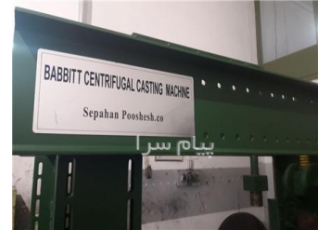 BABBITT CENTRIFUGAL CASTING MACHINE
Sepahan Pooshesh.co
پیام سرا